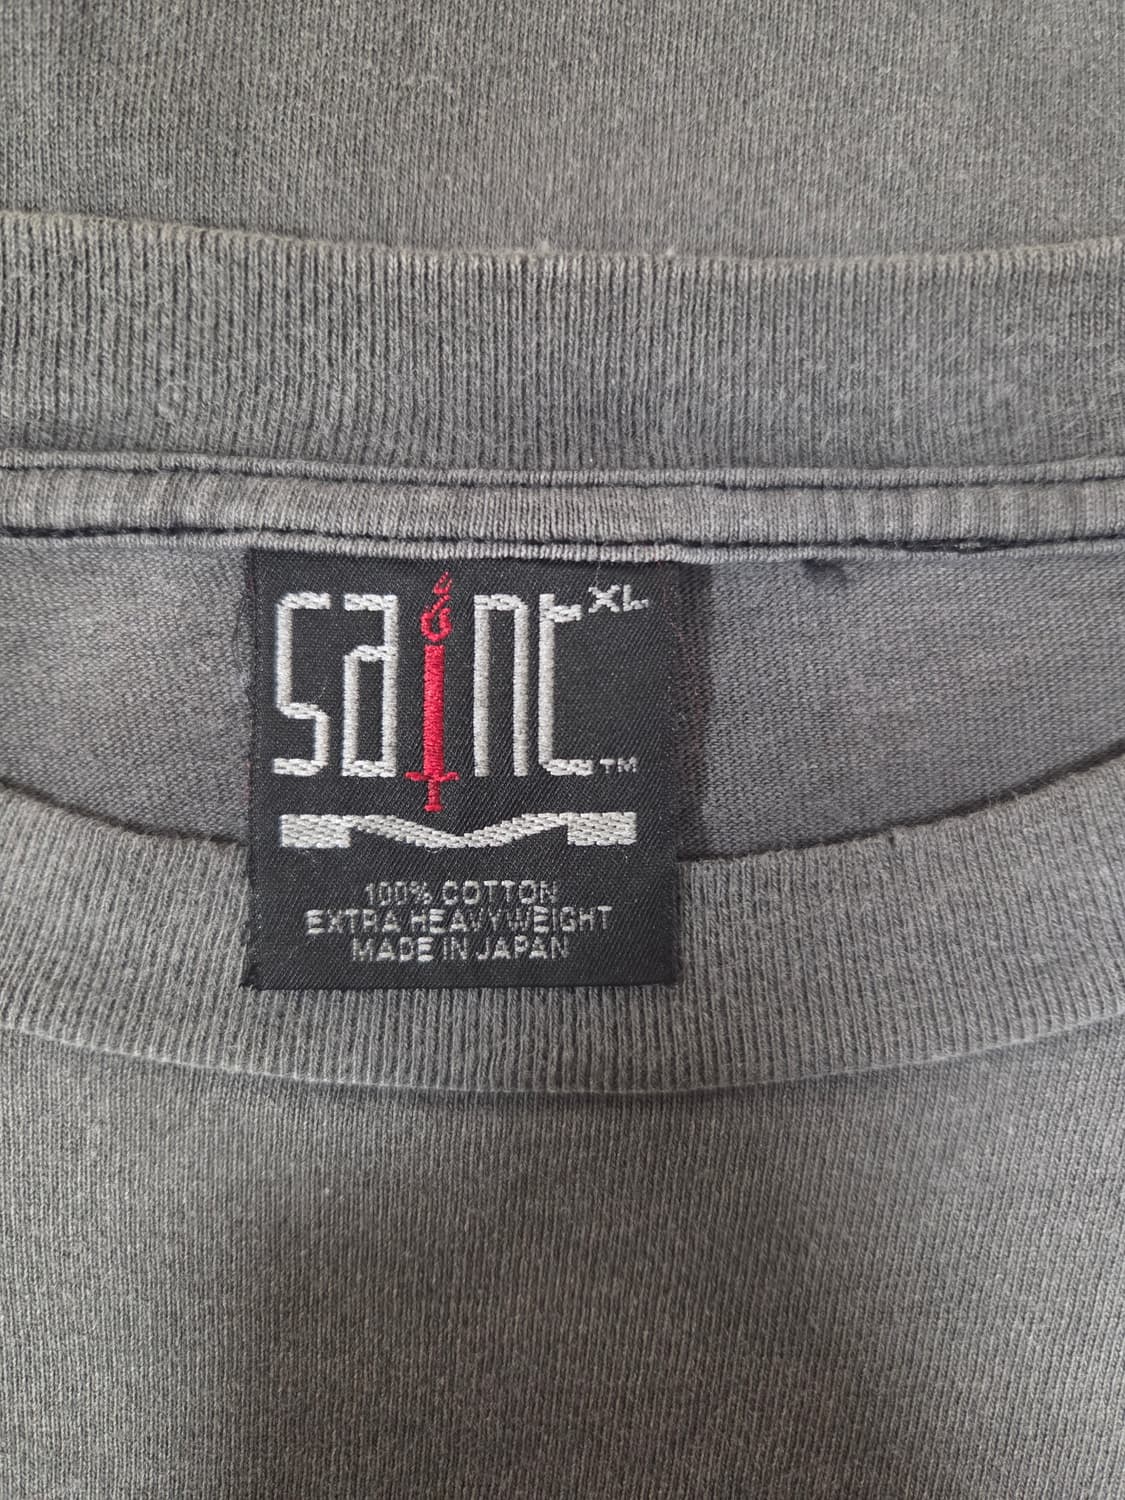 saint XL
TM
100% COTTON
EXTRA HEAVYWEIGHT
MADE IN JAPAN